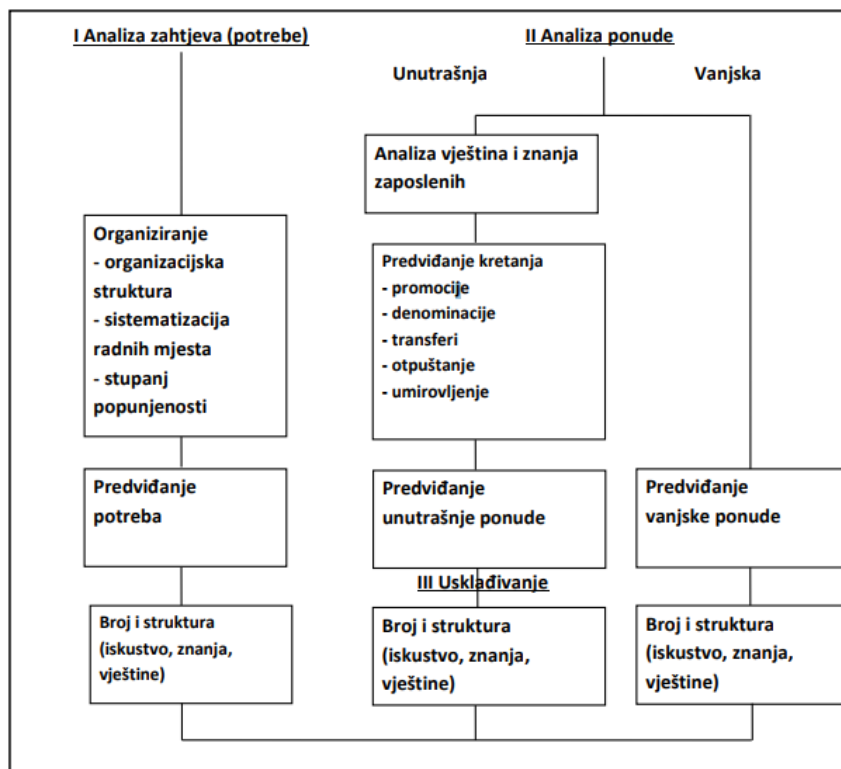 I Analiza zahtjeva (potrebe)
II Analiza ponude
Unutrašnja
Vanjska
Analiza vještina i znanja
zaposlenih
Organiziranje
- organizacijska
struktura
- sistematizacija
radnih mjesta
- stupanj
popunjenosti
Predviđanje kretanja
- promocije
- denominacije
- transferi
- otpuštanje
- umirovljenje
Predviđanje
potreba
Predviđanje
unutrašnje ponude
Predviđanje
vanjske ponude
III Usklađivanje
Broj i struktura
(iskustvo, znanja,
vještine)
Broj i struktura
(iskustvo, znanja,
vještine)
Broj i struktura
(iskustvo, znanja,
vještine)